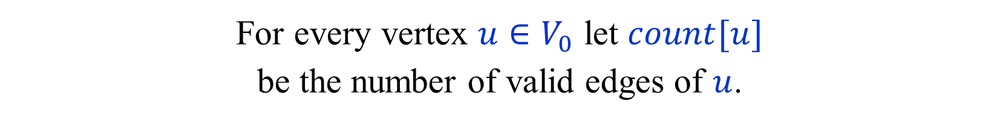 For every vertex u ∈ V₀ let count[u]
be the number of valid edges of u.